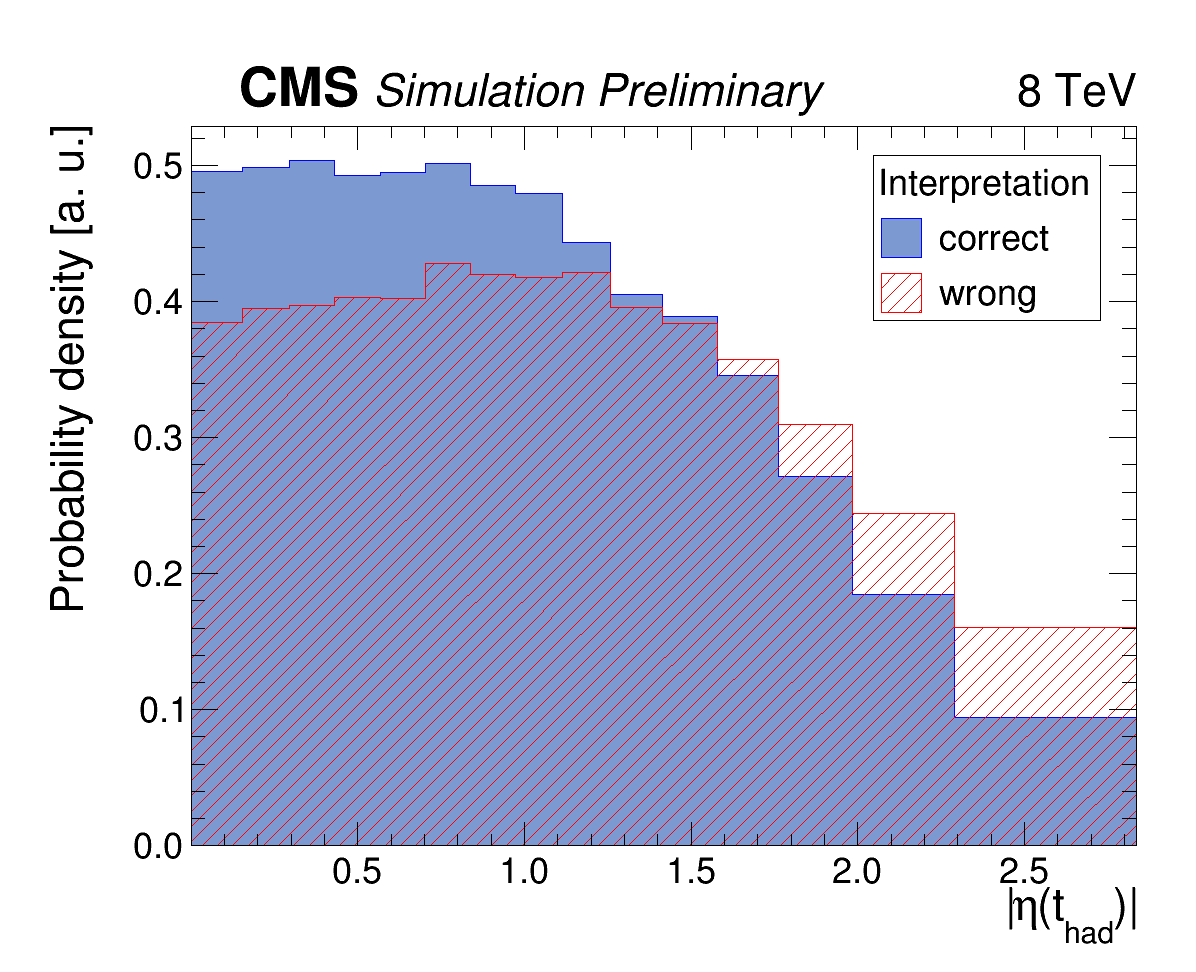 CMS Simulation Preliminary 8 TeV
Probability density [a. u.]
0.5
0.4
0.3
0.2
0.1
0.0
Interpretation
correct
wrong
0.5 1.0 1.5 2.0 2.5
|η(t_had)|